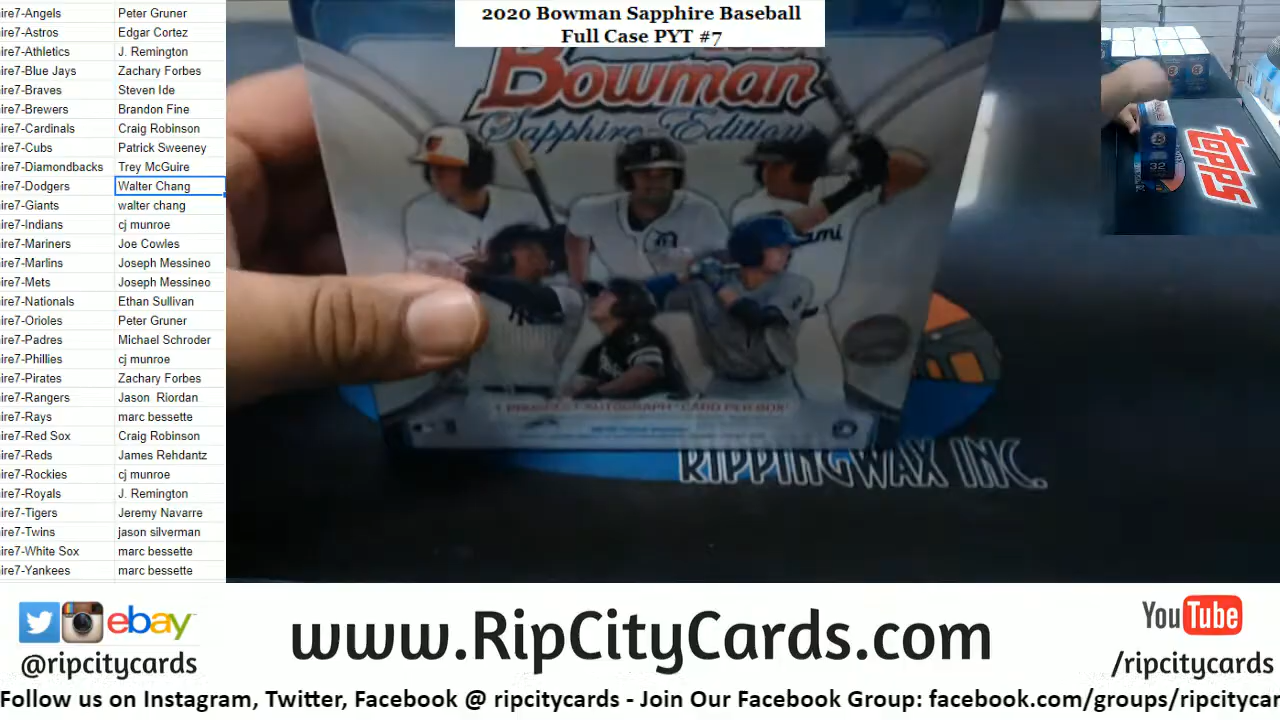 2020 Bowman Sapphire Baseball
Full Case PYT #7
ire7-Angels Peter Gruner
ire7-Astros Edgar Cortez
ire7-Athletics J. Remington
ire7-Blue Jays Zachary Forbes
ire7-Braves Steven Ide
ire7-Brewers Brandon Fine
ire7-Cardinals Craig Robinson
ire7-Cubs Patrick Sweeney
ire7-Diamondbacks Trey McGuire
ire7-Dodgers Walter Chang
ire7-Giants walter chang
ire7-Indians cj munroe
ire7-Mariners Joe Cowles
ire7-Marlins Joseph Messineo
ire7-Mets Joseph Messineo
ire7-Nationals Ethan Sullivan
ire7-Orioles Peter Gruner
ire7-Padres Michael Schroder
ire7-Phillies cj munroe
ire7-Pirates Zachary Forbes
ire7-Rangers Jason Riordan
ire7-Rays marc bessette
ire7-Red Sox Craig Robinson
ire7-Reds James Rehdantz
ire7-Rockies cj munroe
ire7-Royals J. Remington
ire7-Tigers Jeremy Navarre
ire7-Twins jason silverman
ire7-White Sox marc bessette
ire7-Yankees marc bessette
Bowman
Sapphire Edition
1 PROSPECT AUTOGRAPH CARD PER BOX!
RIPPINGWAX INC.
TOPPS
32
ebay
@ripcitycards
www.RipCityCards.com
YouTube
/ripcitycards
Follow us on Instagram, Twitter, Facebook @ ripcitycards - Join Our Facebook Group: facebook.com/groups/ripcitycar